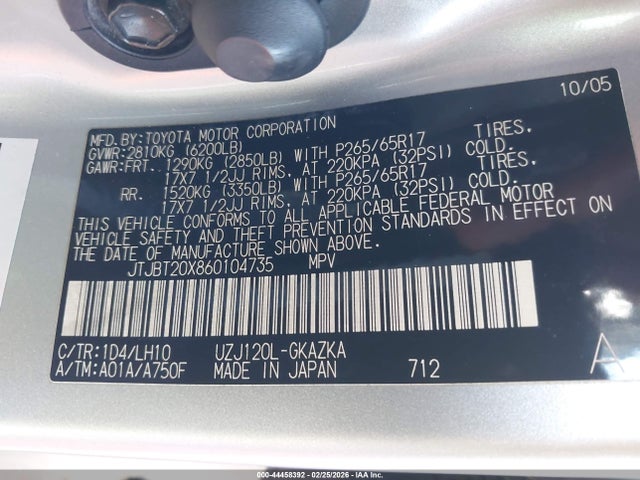 10/05
MFD. BY: TOYOTA MOTOR CORPORATION
GVWR: 2810KG (6200LB)
GAWR: FRT. 1290KG (2850LB) WITH P265/65R17 TIRES,
17X7 1/2JJ RIMS, AT 220KPA (32PSI) COLD.
RR. 1520KG (3350LB) WITH P265/65R17 TIRES,
17X7 1/2JJ RIMS, AT 220KPA (32PSI) COLD.
THIS VEHICLE CONFORMS TO ALL APPLICABLE FEDERAL MOTOR
VEHICLE SAFETY AND THEFT PREVENTION STANDARDS IN EFFECT ON
THE DATE OF MANUFACTURE SHOWN ABOVE.
JTJBT20X860104735 MPV
C/TR: 1D4/LH10 UZJ120L-GKAZKA A
A/TM: A01A/A750F MADE IN JAPAN 712
© IAA - 44458392 - 02/25/2026 - IAA Inc.